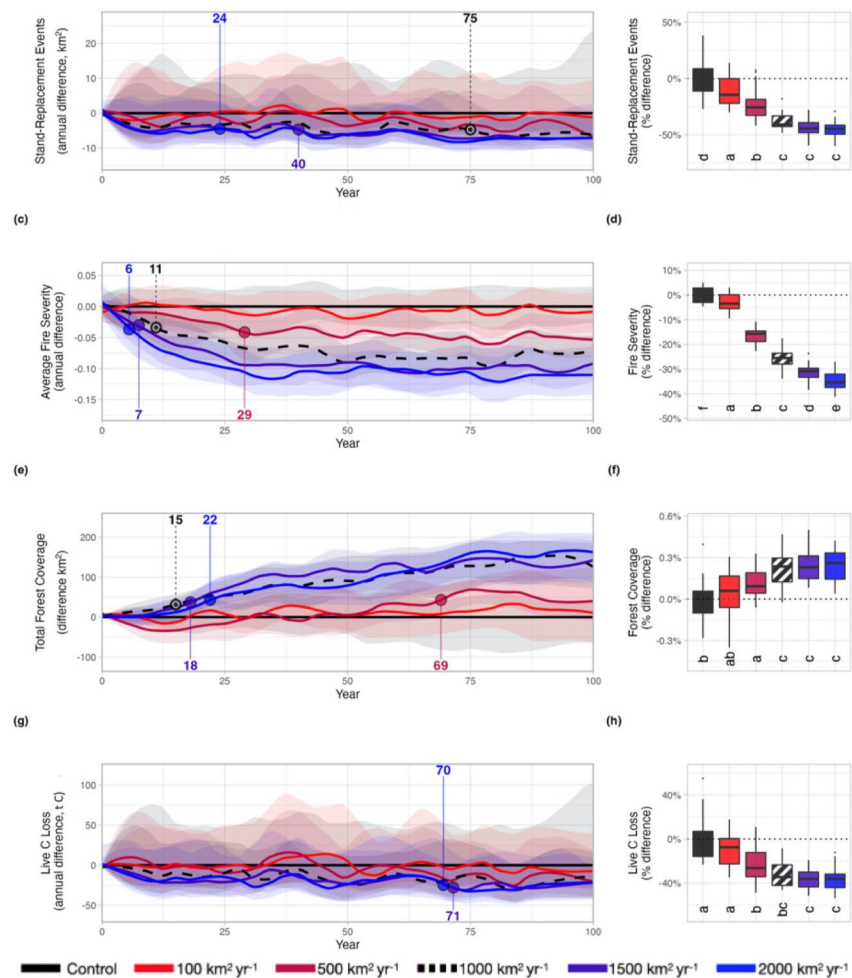 24
75
Stand-Replacement Events
(annual difference, km²)
20
10
0
-10
40
0
25
50
75
100
Year
Stand-Replacement Events
(% difference)
50%
0%
-50%
d a b c c c
(c)
(d)
6
11
Average Fire Severity
(annual difference)
0.05
0.00
-0.05
-0.10
-0.15
7
29
0
25
50
75
100
Year
Fire Severity
(% difference)
10%
0%
-10%
-20%
-30%
-40%
-50%
f a b c d e
(e)
(f)
15
22
Total Forest Coverage
(difference km²)
200
100
0
-100
18
69
0
25
50
75
100
Year
Forest Coverage
(% difference)
0.6%
0.3%
0.0%
-0.3%
b ab a c c c
(g)
(h)
70
Live C Loss
(annual difference, t C)
100
50
0
-50
71
0
25
50
75
100
Year
Live C Loss
(% difference)
40%
0%
-40%
a a b bc c c
Control 100 km² yr⁻¹ 500 km² yr⁻¹ 1000 km² yr⁻¹ 1500 km² yr⁻¹ 2000 km² yr⁻¹